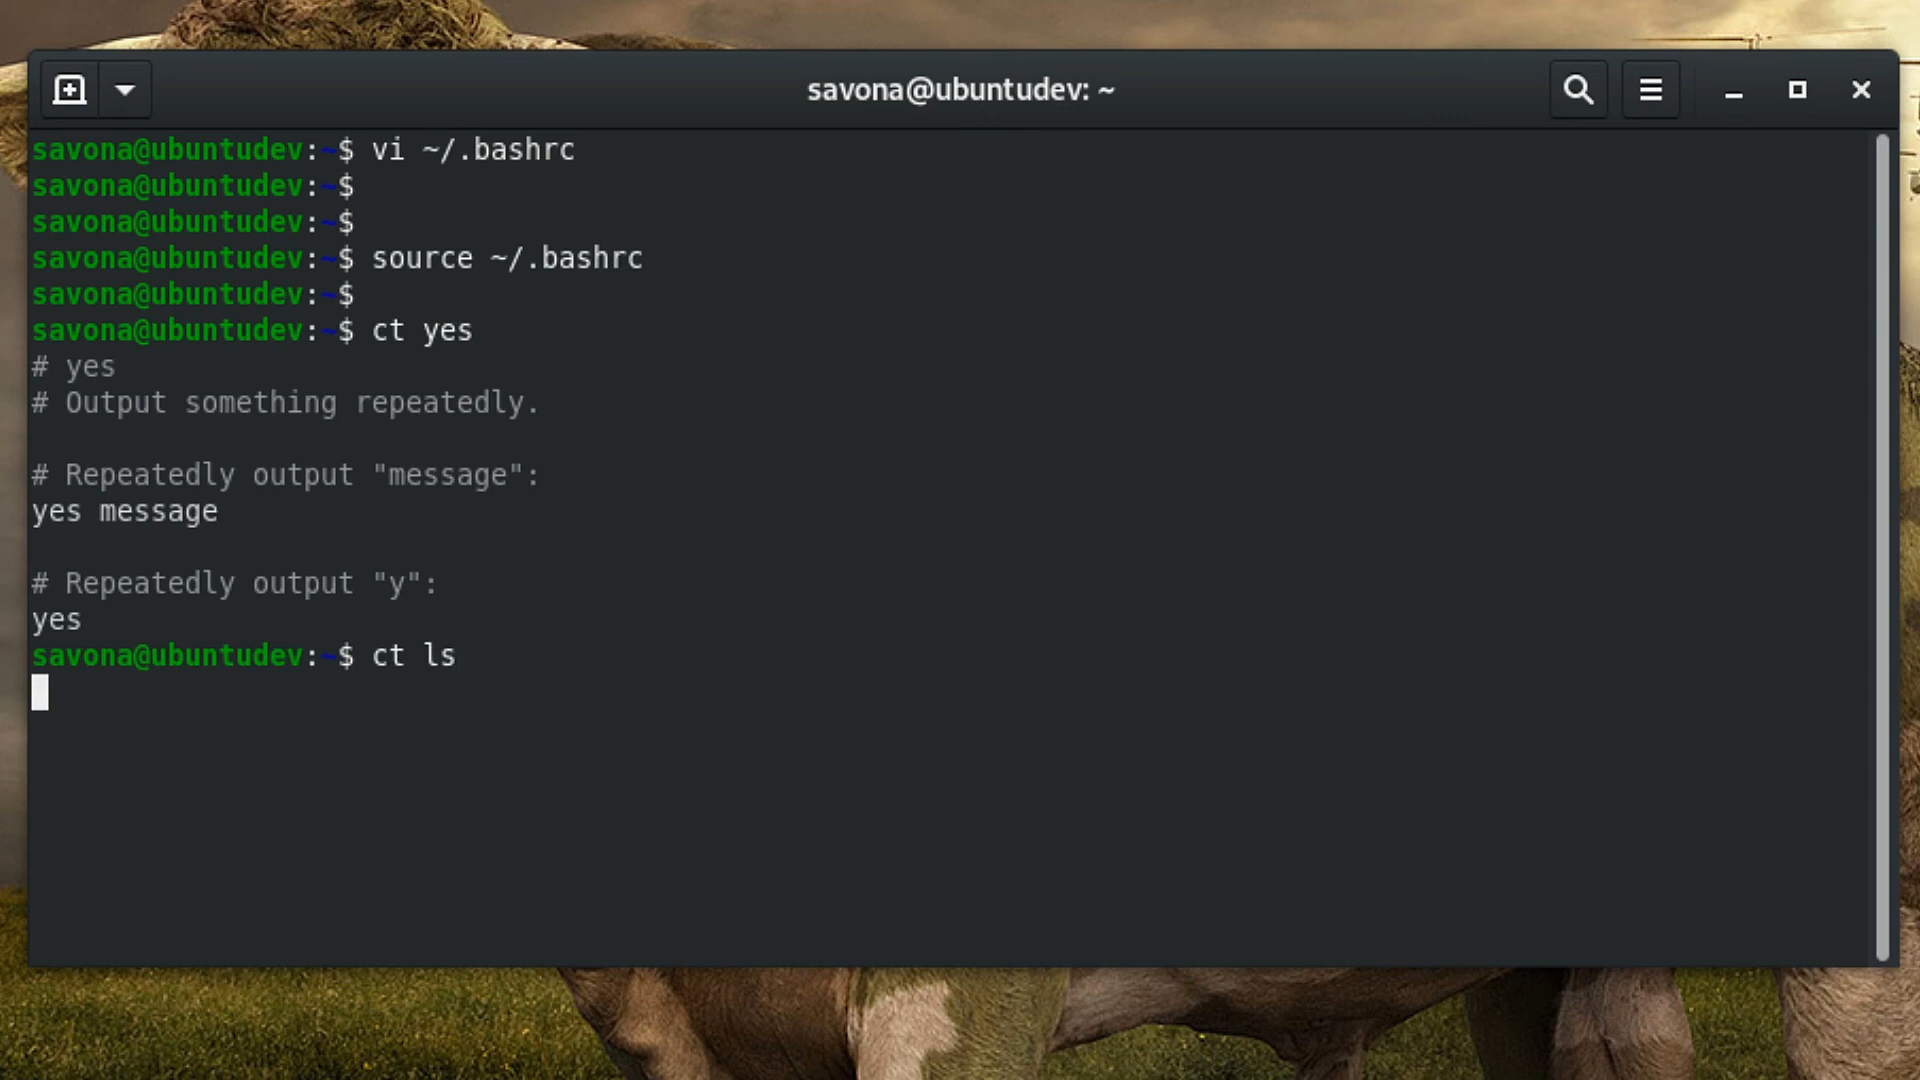 savona@ubuntudev: ~
savona@ubuntudev:~$ vi ~/.bashrc
savona@ubuntudev:~$
savona@ubuntudev:~$
savona@ubuntudev:~$ source ~/.bashrc
savona@ubuntudev:~$
savona@ubuntudev:~$ ct yes
# yes
# Output something repeatedly.
# Repeatedly output "message":
yes message
# Repeatedly output "y":
yes
savona@ubuntudev:~$ ct ls